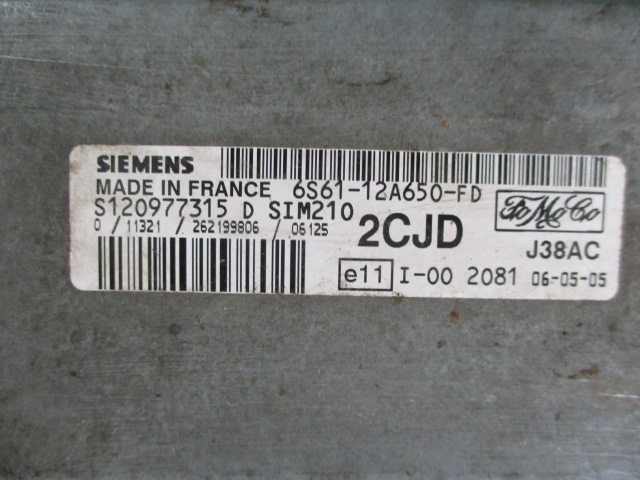 SIEMENS
MADE IN FRANCE 6S61-12A650-FD
S120977315 D SIM210
0 / 11321 / 262199806 / 06125
2CJD
FoMoCo
J38AC
e11 I-00 2081 06-05-05